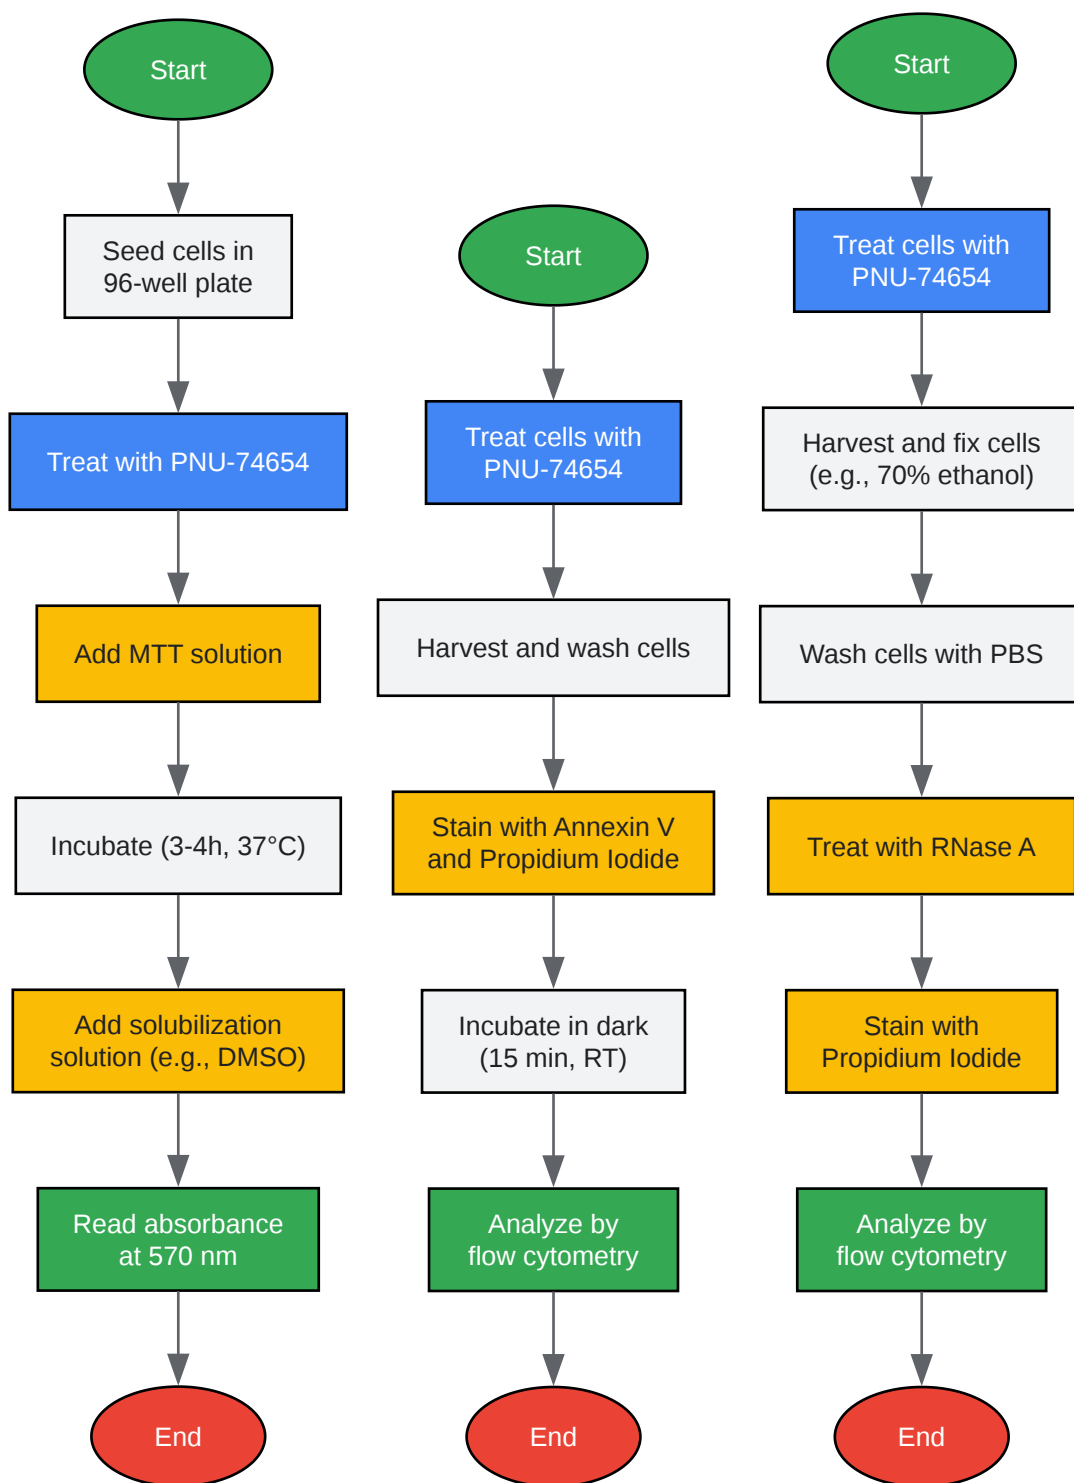 Start
Seed cells in
96-well plate
Treat with PNU-74654
Add MTT solution
Incubate (3-4h, 37°C)
Add solubilization
solution (e.g., DMSO)
Read absorbance
at 570 nm
End
Start
Treat cells with
PNU-74654
Harvest and wash cells
Stain with Annexin V
and Propidium Iodide
Incubate in dark
(15 min, RT)
Analyze by
flow cytometry
End
Start
Treat cells with
PNU-74654
Harvest and fix cells
(e.g., 70% ethanol)
Wash cells with PBS
Treat with RNase A
Stain with
Propidium Iodide
Analyze by
flow cytometry
End